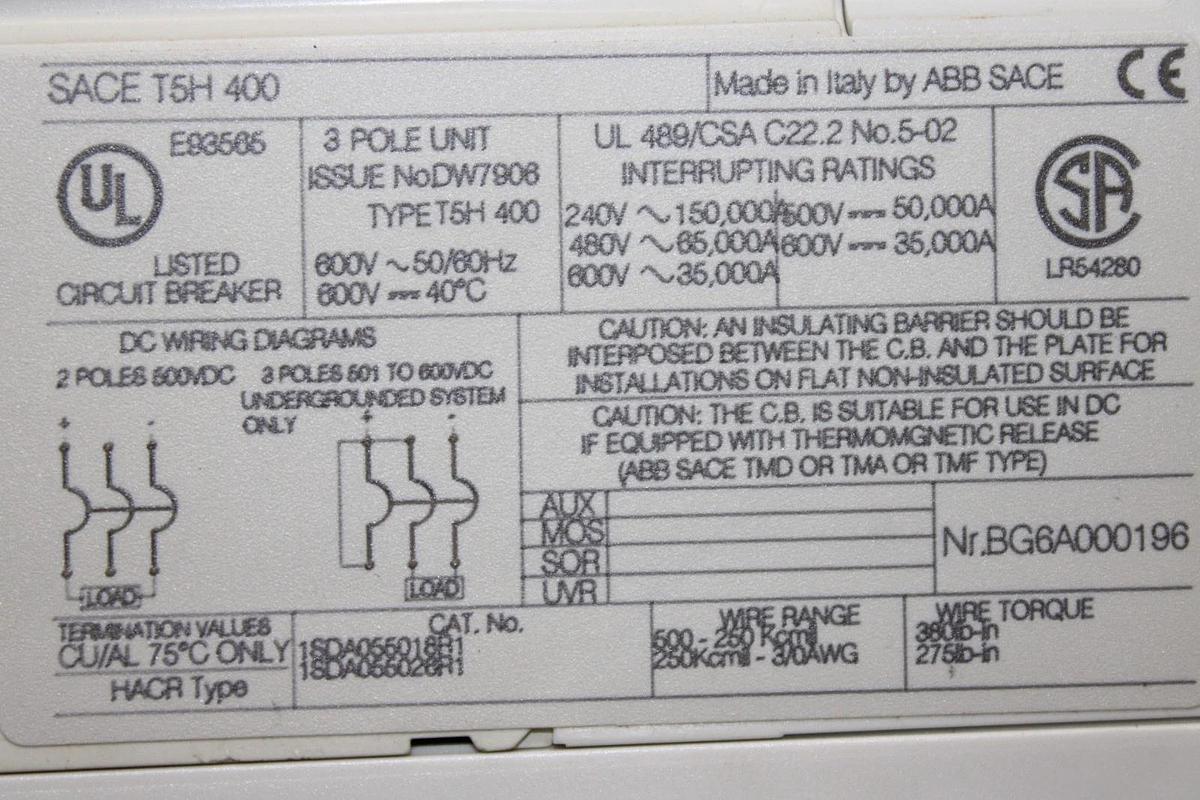 SACE T5H 400
Made in Italy by ABB SACE
CE
E93565
UL
LISTED
CIRCUIT BREAKER
3 POLE UNIT
ISSUE No DW7906
TYPE T5H 400
600V ~ 50/60Hz
600V ⎓ 40°C
UL 489/CSA C22.2 No.5-02
INTERRUPTING RATINGS
240V ~ 150,000A 500V ⎓ 50,000A
480V ~ 65,000A 600V ⎓ 35,000A
600V ~ 35,000A
SA
LR54280
DC WIRING DIAGRAMS
2 POLES 500VDC
3 POLES 501 TO 600VDC
UNDERGROUNDED SYSTEM
ONLY
+ -
+ -
LOAD
LOAD
CAUTION: AN INSULATING BARRIER SHOULD BE
INTERPOSED BETWEEN THE C.B. AND THE PLATE FOR
INSTALLATIONS ON FLAT NON-INSULATED SURFACE
CAUTION: THE C.B. IS SUITABLE FOR USE IN DC
IF EQUIPPED WITH THERMOMGNETIC RELEASE
(ABB SACE TMD OR TMA OR TMF TYPE)
AUX
MOS
SOR
UVR
Nr.BG6A000196
TERMINATION VALUES
CU/AL 75°C ONLY
HACR Type
CAT. No.
1SDA055018R1
1SDA055026R1
WIRE RANGE
500 - 250 Kcmil
250Kcmil - 3/0AWG
WIRE TORQUE
380lb-in
275lb-in